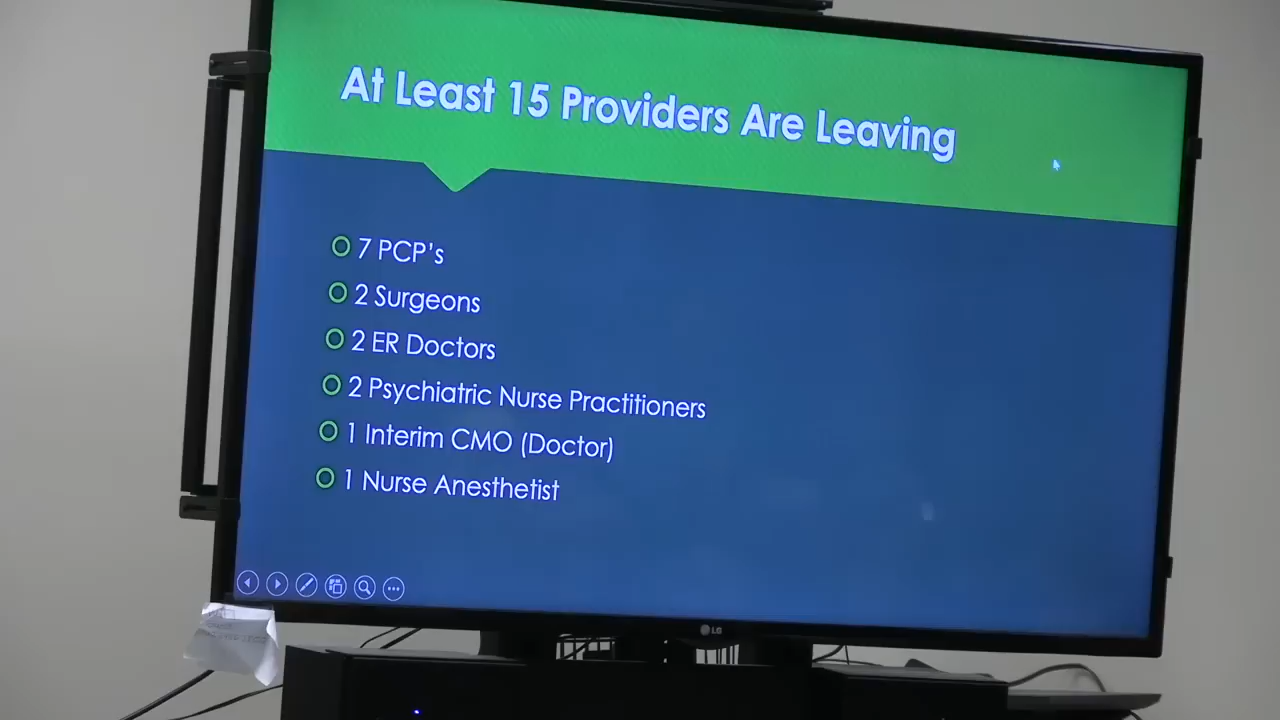 At Least 15 Providers Are Leaving
7 PCP's
2 Surgeons
2 ER Doctors
2 Psychiatric Nurse Practitioners
1 Interim CMO (Doctor)
1 Nurse Anesthetist
LG